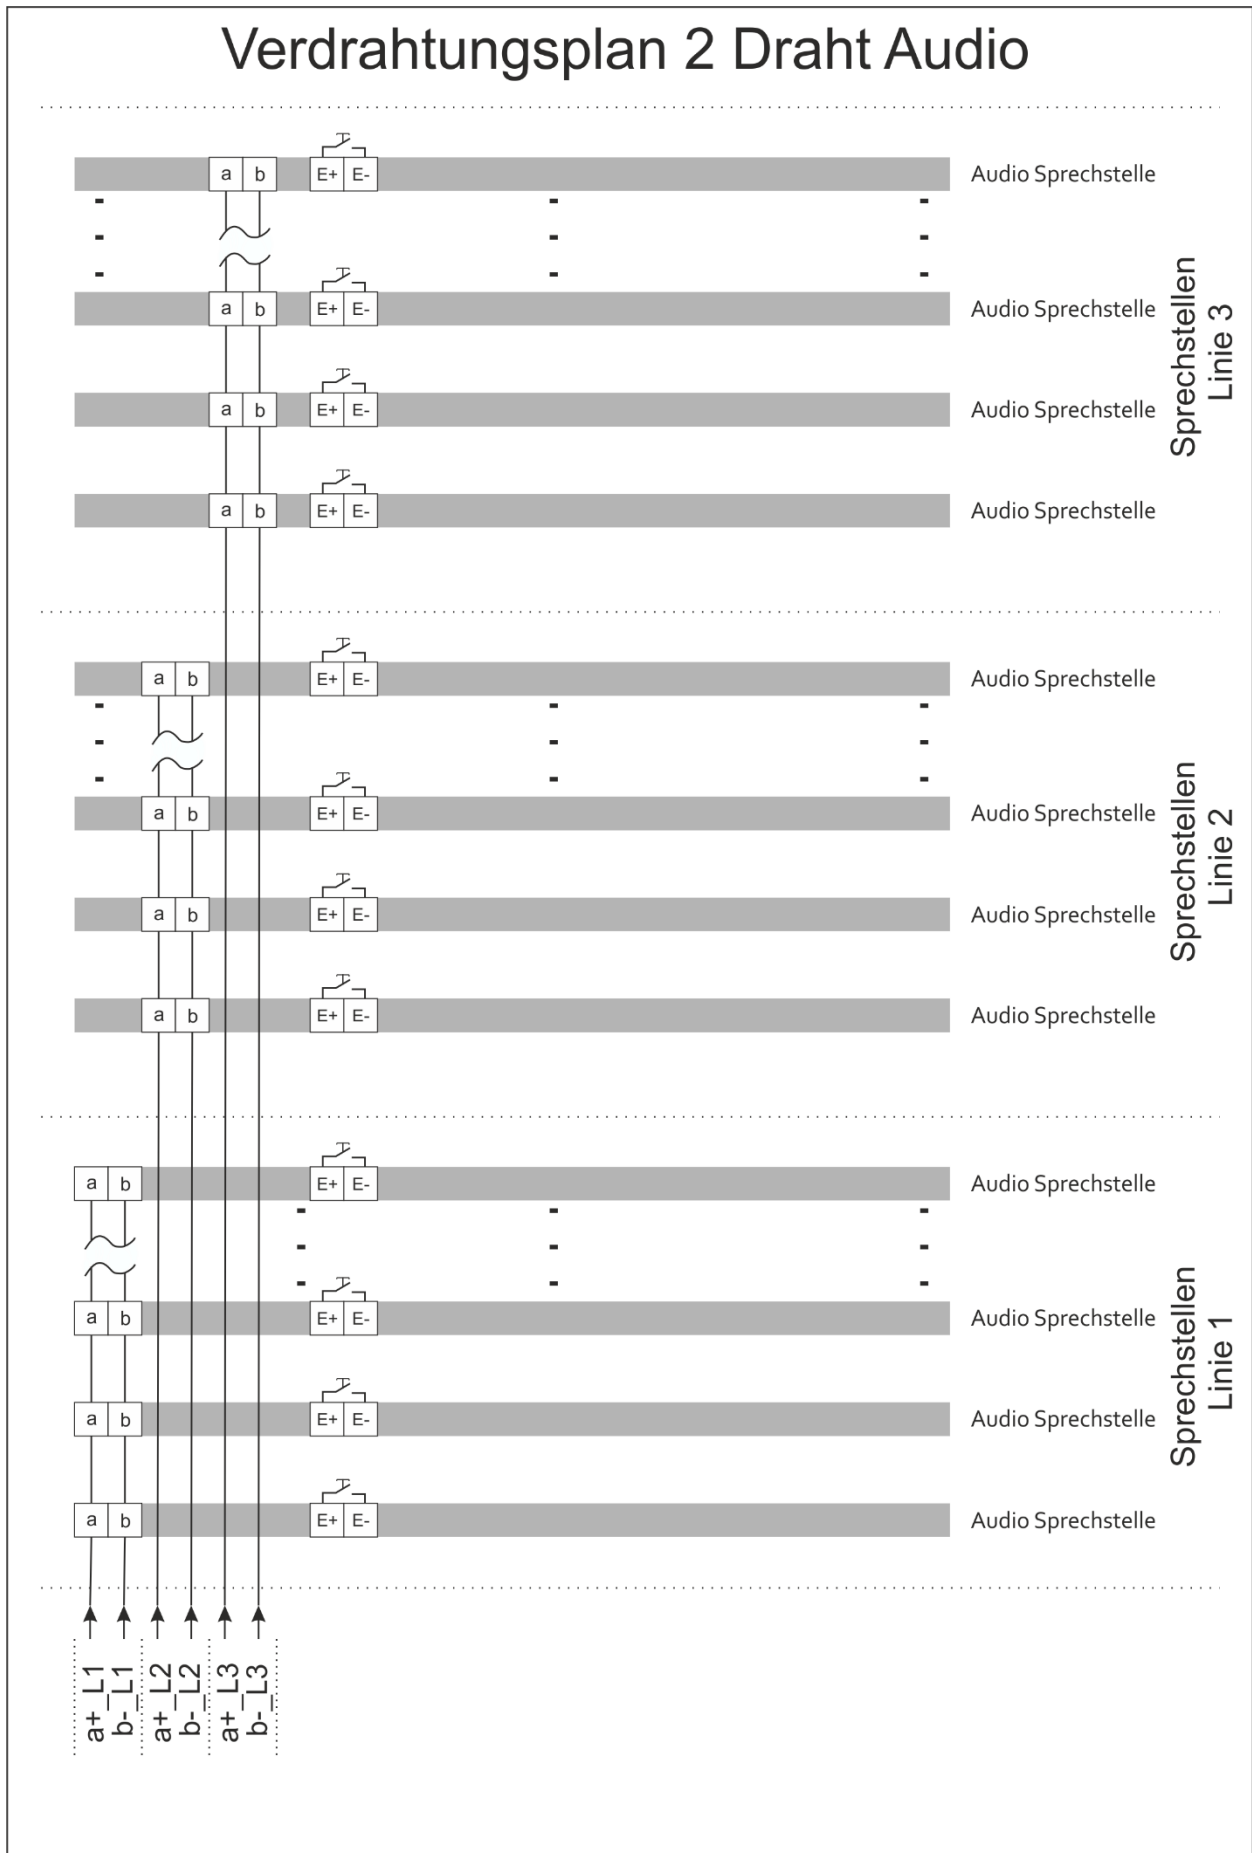 Verdrahtungsplan 2 Draht Audio
a b E+ E- Audio Sprechstelle
a b E+ E- Audio Sprechstelle
a b E+ E- Audio Sprechstelle
a b E+ E- Audio Sprechstelle
Sprechstellen
Linie 3
a b E+ E- Audio Sprechstelle
a b E+ E- Audio Sprechstelle
a b E+ E- Audio Sprechstelle
a b E+ E- Audio Sprechstelle
Sprechstellen
Linie 2
a b E+ E- Audio Sprechstelle
a b E+ E- Audio Sprechstelle
a b E+ E- Audio Sprechstelle
a b E+ E- Audio Sprechstelle
Sprechstellen
Linie 1
a+_L1
b-_L1
a+_L2
b-_L2
a+_L3
b-_L3